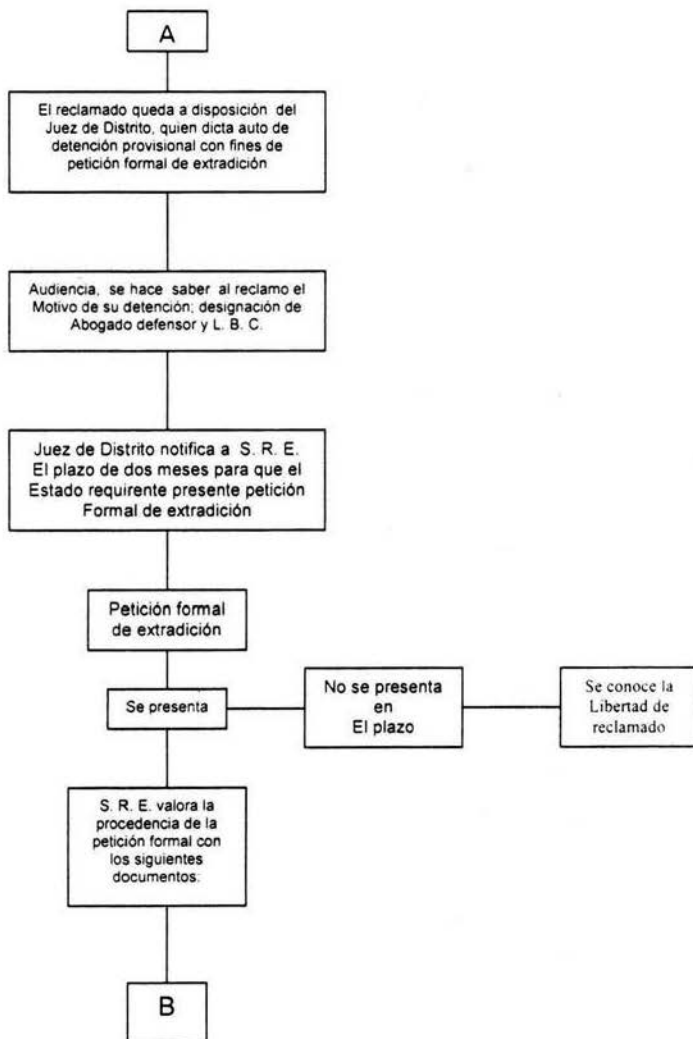 A
El reclamado queda a disposición del
Juez de Distrito, quien dicta auto de
detención provisional con fines de
petición formal de extradición
Audiencia, se hace saber al reclamo el
Motivo de su detención; designación de
Abogado defensor y L. B. C.
Juez de Distrito notifica a S. R. E.
El plazo de dos meses para que el
Estado requirente presente petición
Formal de extradición
Petición formal
de extradición
Se presenta
No se presenta
en
El plazo
Se conoce la
Libertad de
reclamado
S. R. E. valora la
procedencia de la
petición formal con
los siguientes
documentos:
B